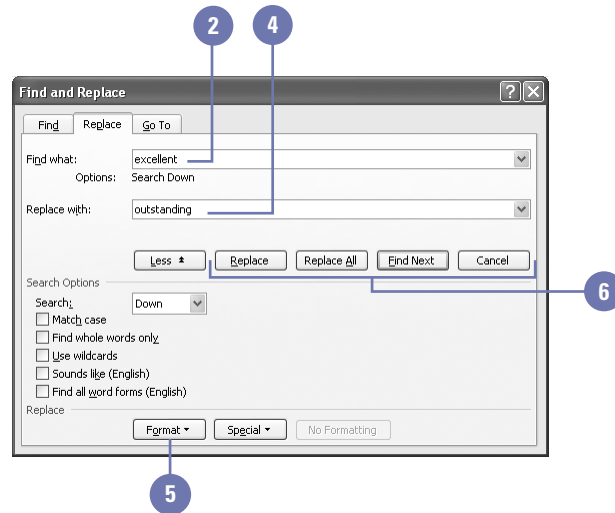 2 4
Find and Replace
Find Replace Go To
Find what: excellent
Options: Search Down
Replace with: outstanding
Less Replace Replace All Find Next Cancel
6
Search Options
Search: Down
Match case
Find whole words only
Use wildcards
Sounds like (English)
Find all word forms (English)
Replace
Format Special No Formatting
5